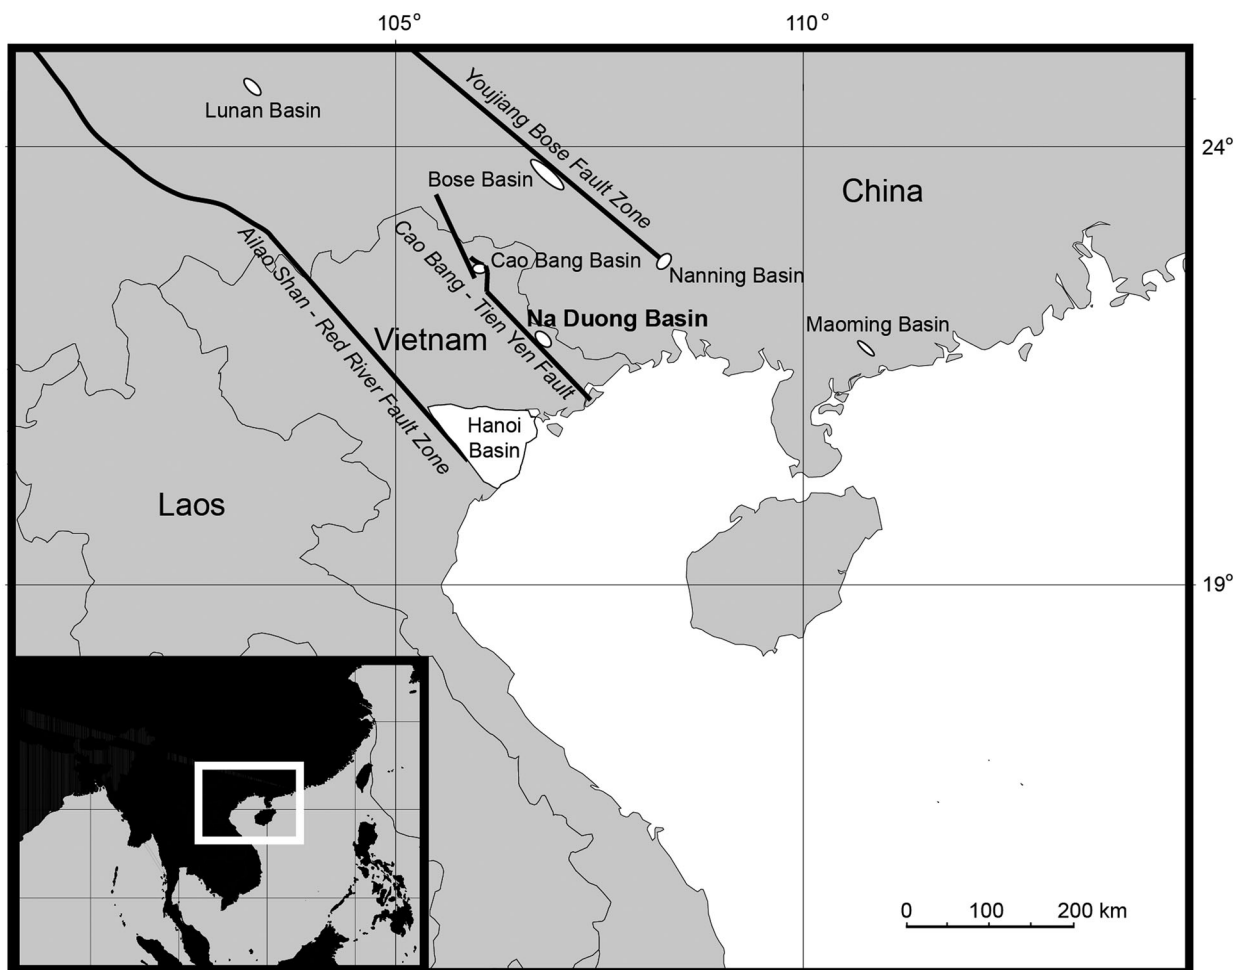 105° 110°
Lunan Basin
Youjiang Bose Fault Zone
24°
Bose Basin
China
Ailao Shan - Red River Fault Zone
Cao Bang - Tien Yen Fault
Cao Bang Basin
Nanning Basin
Na Duong Basin
Maoming Basin
Vietnam
Hanoi
Basin
Laos
19°
0 100 200 km